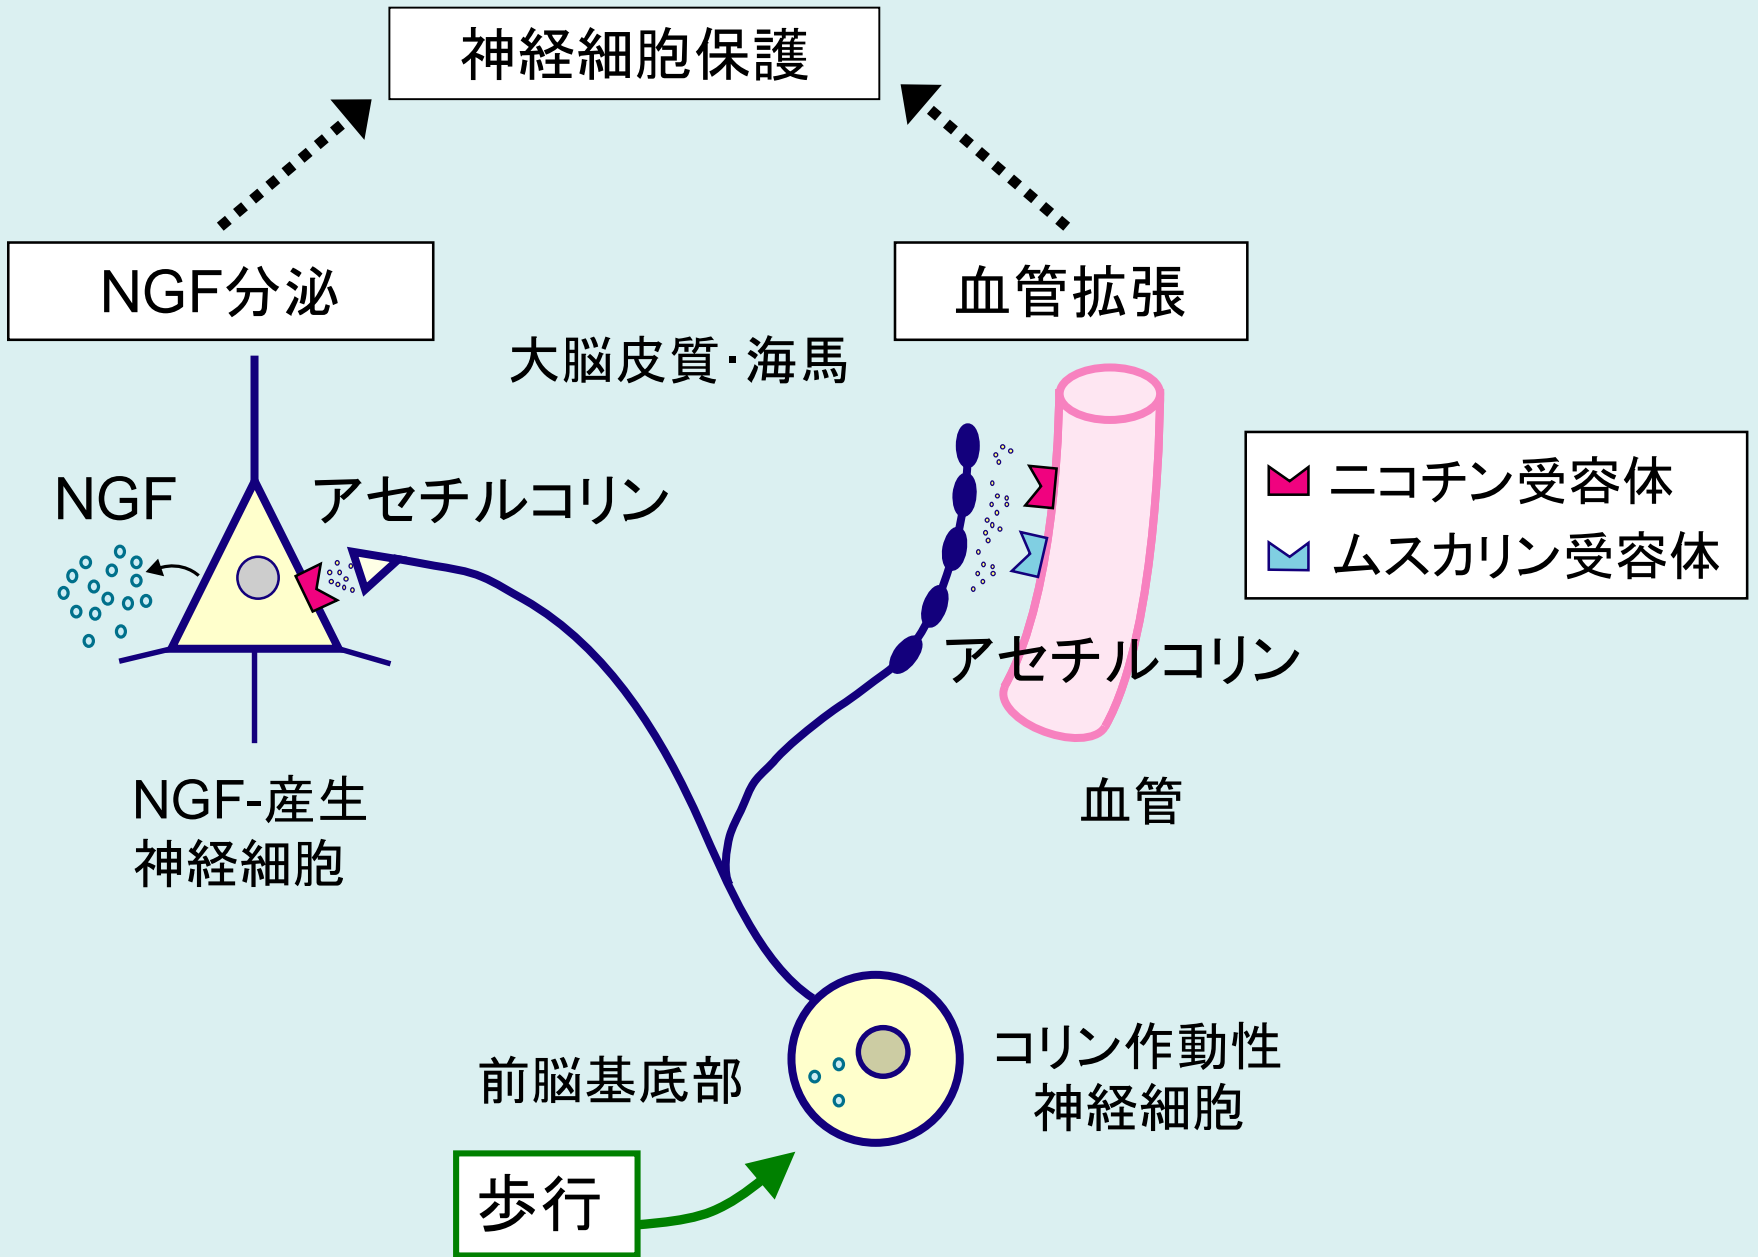 神経細胞保護
NGF分泌
血管拡張
大脳皮質・海馬
NGF
アセチルコリン
ニコチン受容体
ムスカリン受容体
アセチルコリン
NGF-産生
神経細胞
血管
前脳基底部
コリン作動性
神経細胞
歩行